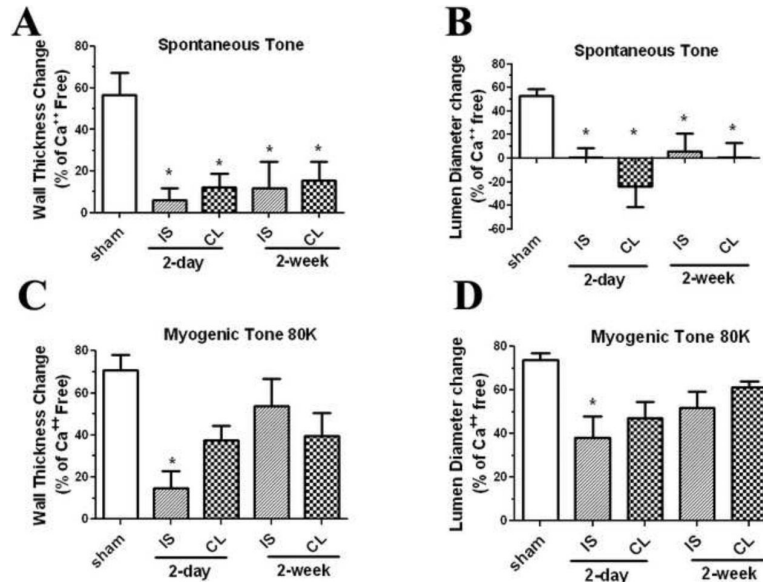 A
Spontaneous Tone
Wall Thickness Change
(% of Ca⁺⁺ Free)
80
60
40
20
0
*
*
*
*
sham
IS
CL
IS
CL
2-day
2-week
B
Spontaneous Tone
Lumen Diameter change
(% of Ca⁺⁺ free)
80
60
40
20
0
-20
-40
-60
*
*
*
*
sham
IS
CL
IS
CL
2-day
2-week
C
Myogenic Tone 80K
Wall Thickness Change
(% of Ca⁺⁺ Free)
80
60
40
20
0
*
sham
IS
CL
IS
CL
2-day
2-week
D
Myogenic Tone 80K
Lumen Diameter change
(% of Ca⁺⁺ free)
80
60
40
20
0
*
sham
IS
CL
IS
CL
2-day
2-week